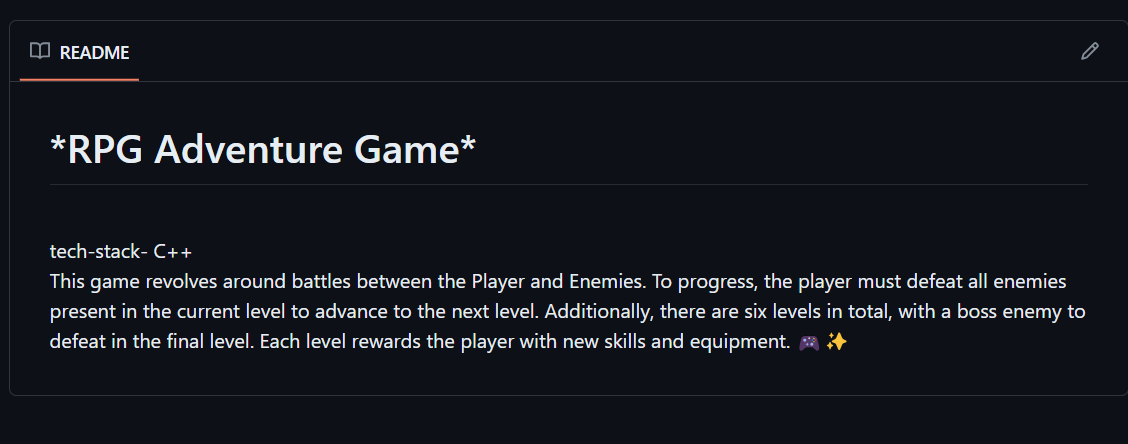 README
*RPG Adventure Game*
tech-stack- C++
This game revolves around battles between the Player and Enemies. To progress, the player must defeat all enemies
present in the current level to advance to the next level. Additionally, there are six levels in total, with a boss enemy to
defeat in the final level. Each level rewards the player with new skills and equipment. 🎮 ✨